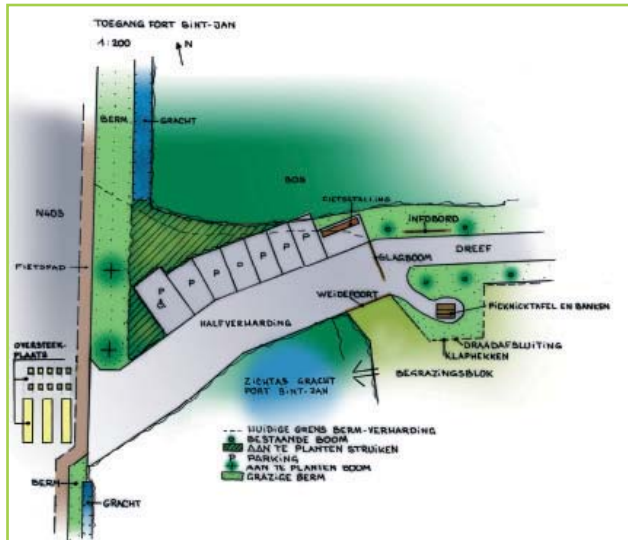 TOEGANG FORT SINT-JAN
1:200
N
BERM
GRACHT
BOS
FIETSSTALLING
INFOBORD
N403
DREEF
SLAGBOOM
FIETSPAD
P P P P P P P
WEIDEPOORT
PICKNICKTAFEL EN BANKEN
HALFVERHARDING
OVERSTEEK-
PLAATS
DRAADAFSLUITING
KLAPHEKKEN
ZICHTAS GRACHT
FORT SINT-JAN
BEGRAZINGSBLOK
HUIDIGE GRENS BERM-VERHARDING
BESTAANDE BOOM
AAN TE PLANTEN STRUIKEN
P PARKING
AAN TE PLANTEN BOOM
GRAZIGE BERM
BERM
GRACHT